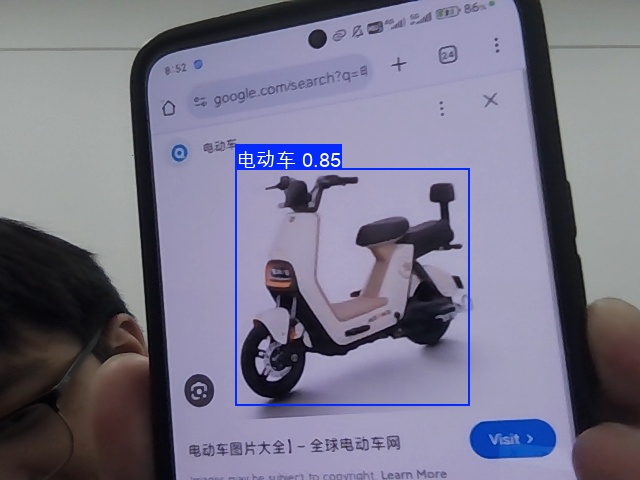 8:52
86%
google.com/search?q=
24
电动车
电动车 0.85
电动车图片大全】- 全球电动车网
Visit >
Images may be subject to copyright. Learn More